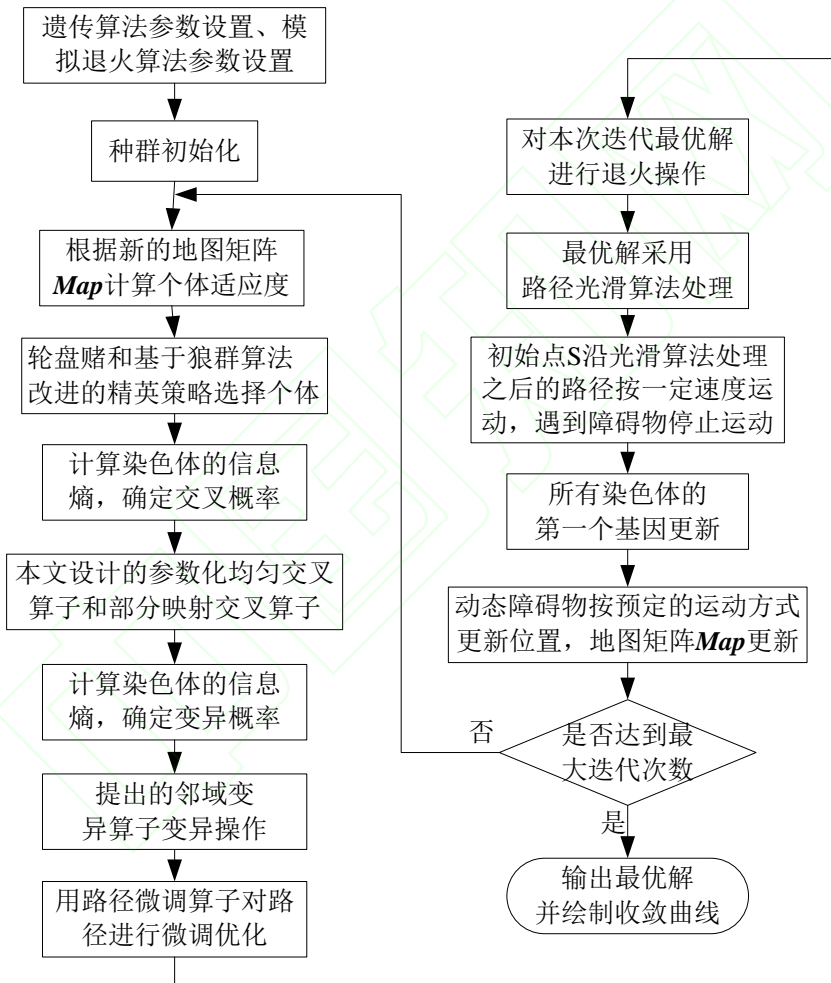 遗传算法参数设置、模
拟退火算法参数设置
种群初始化
根据新的地图矩阵
Map计算个体适应度
轮盘赌和基于狼群算法
改进的精英策略选择个体
计算染色体的信息
熵，确定交叉概率
本文设计的参数化均匀交叉
算子和部分映射交叉算子
计算染色体的信息
熵，确定变异概率
提出的邻域变
异算子变异操作
用路径微调算子对路
径进行微调优化
对本次迭代最优解
进行退火操作
最优解采用
路径光滑算法处理
初始点S沿光滑算法处理
之后的路径按一定速度运
动，遇到障碍物停止运动
所有染色体的
第一个基因更新
动态障碍物按预定的运动方式
更新位置，地图矩阵Map更新
否
是否达到最
大迭代次数
是
输出最优解
并绘制收敛曲线